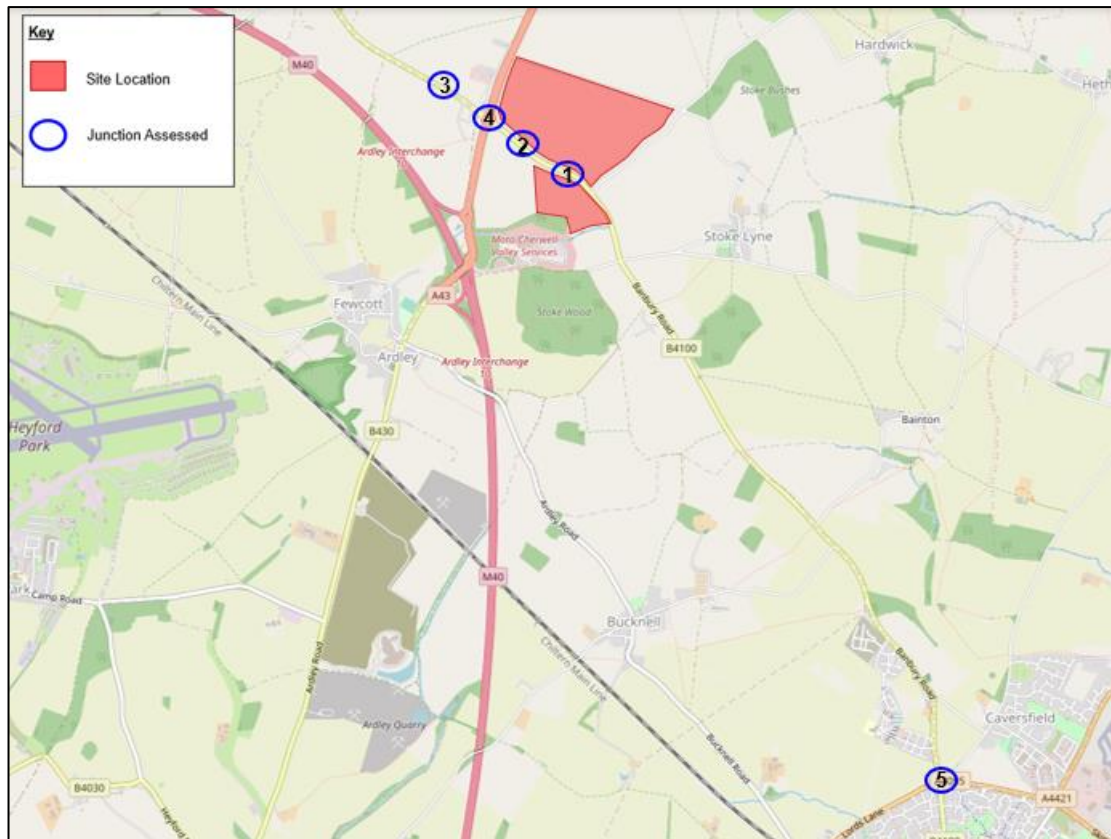 Key
Site Location
Junction Assessed
M40
3
4
2
1
Ardley Interchange
Hardwick
Heth
Stoke Bushes
Stoke Lyne
Moto Cherwell
Valley Services
A43
Fewcott
Chiltern Main Line
Ardley
Ardley Interchange
Stoke Wood
Banbury Road
B4100
Heyford
Park
B430
Bainton
Ardley Road
M40
Camp Road
Bucknell
Ardley Road
Chiltern Main Line
Banbury Road
Ardley Quarry
Bucknell Road
Caversfield
5
A4421
B4030
Lords Lane